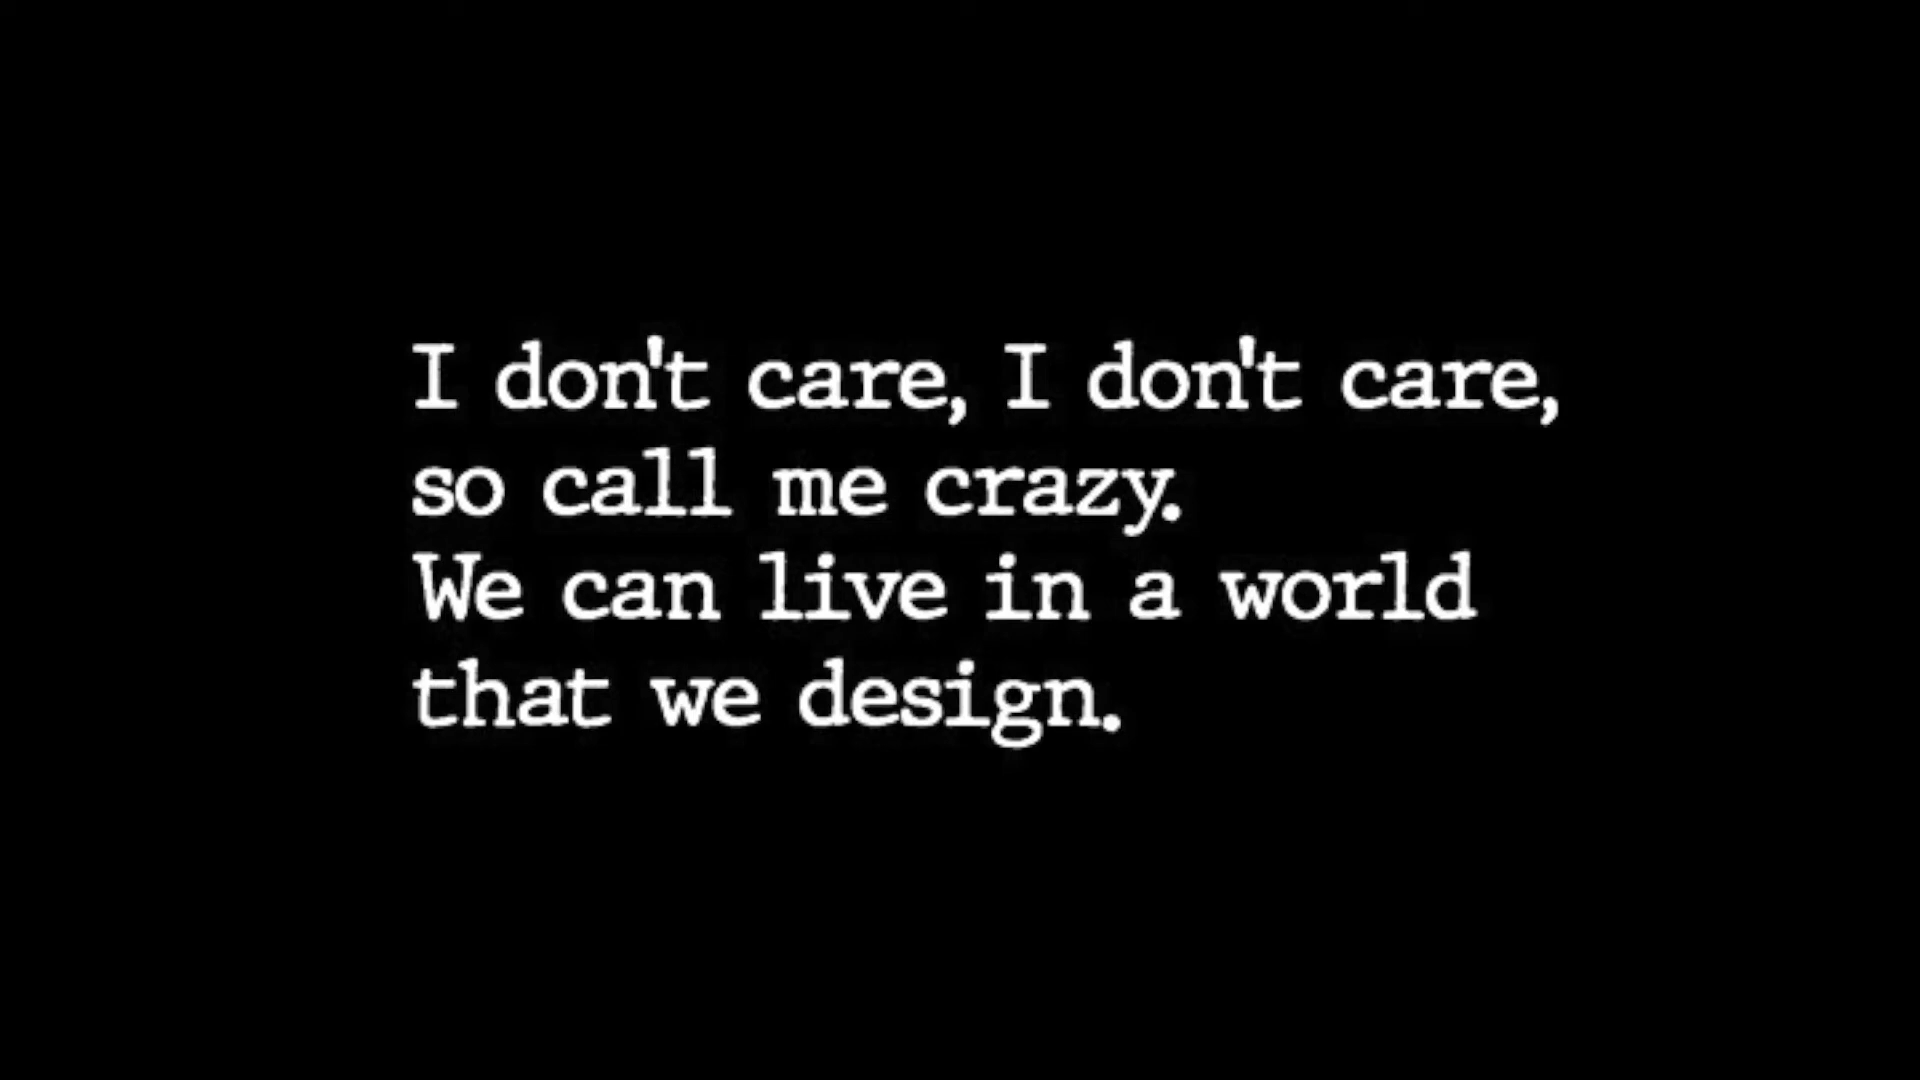 I don't care, I don't care,
so call me crazy.
We can live in a world
that we design.